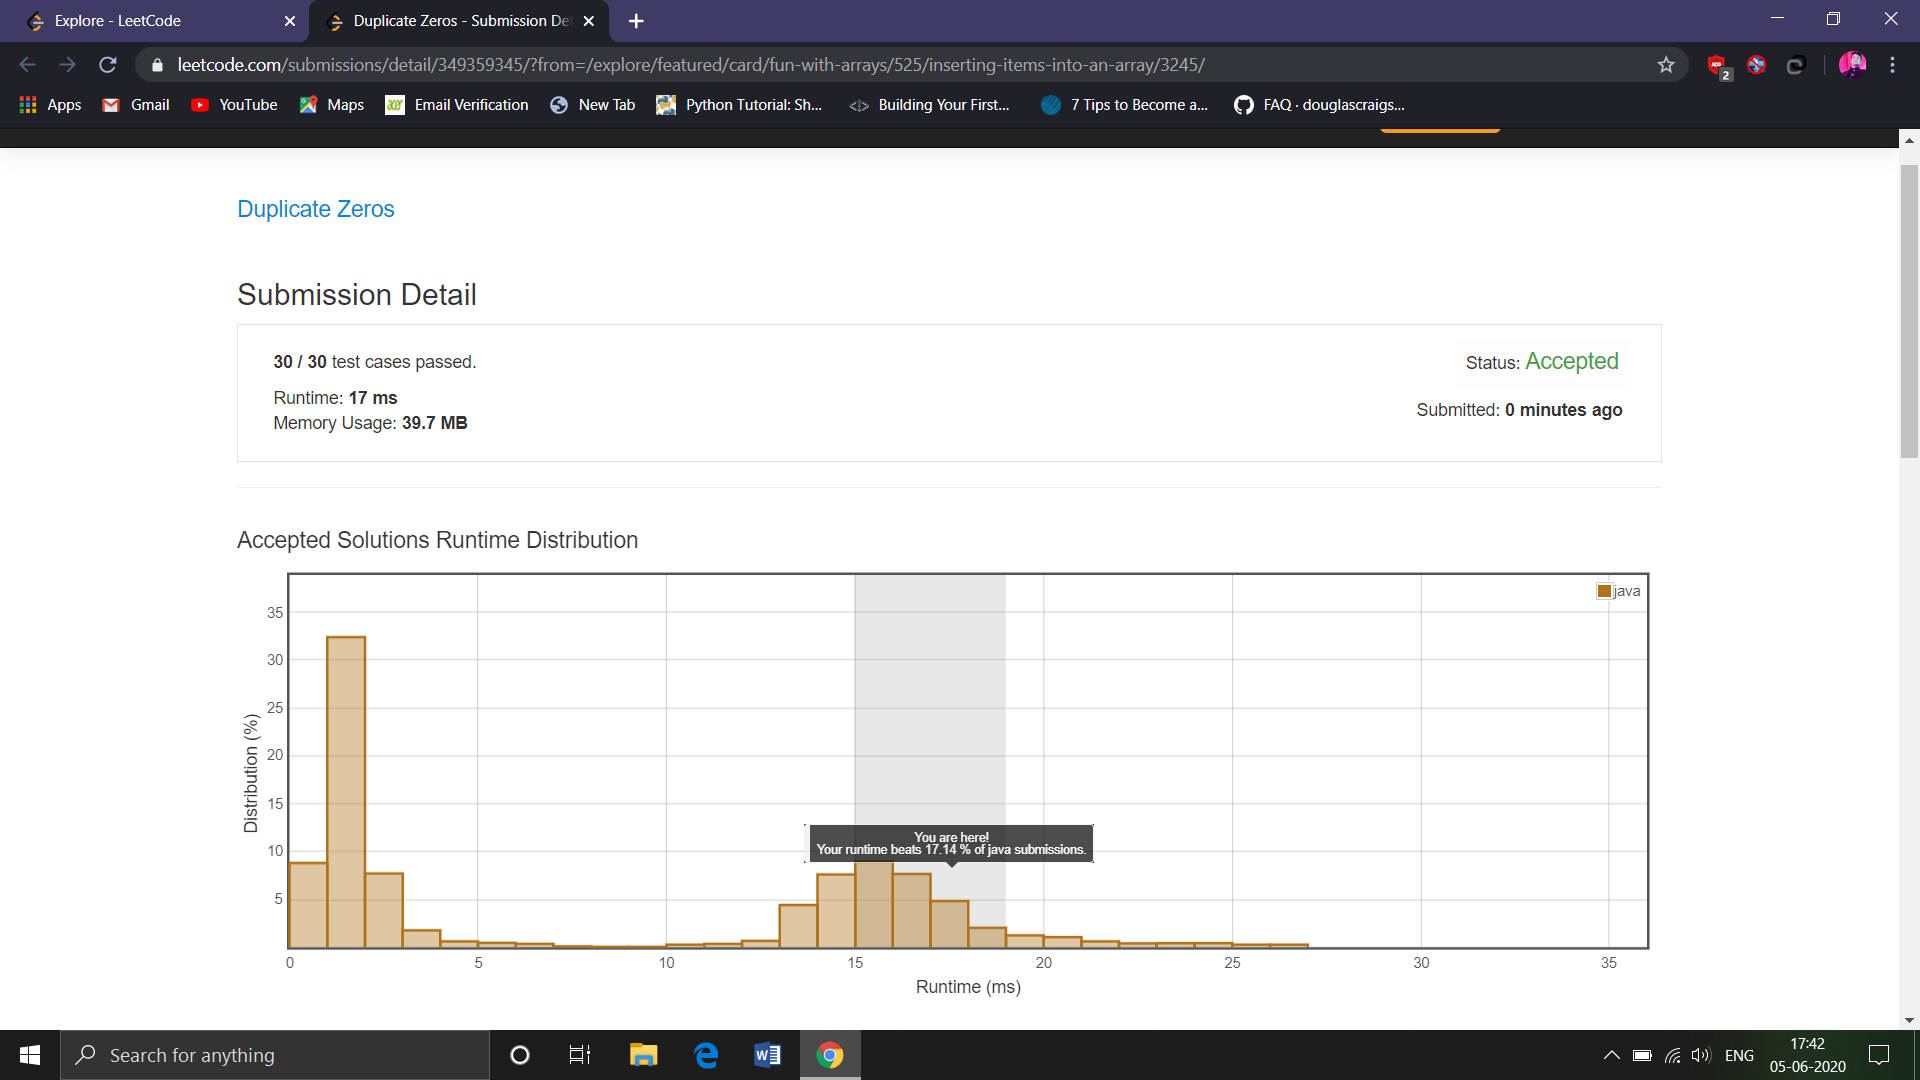 Explore - LeetCode
Duplicate Zeros - Submission Det
leetcode.com/submissions/detail/349359345/?from=/explore/featured/card/fun-with-arrays/525/inserting-items-into-an-array/3245/
2
Apps
Gmail
YouTube
Maps
acer
Email Verification
New Tab
Python Tutorial: Sh...
Building Your First...
7 Tips to Become a...
FAQ · douglascraigs...
Duplicate Zeros
Submission Detail
30 / 30 test cases passed.
Status: Accepted
Runtime: 17 ms
Submitted: 0 minutes ago
Memory Usage: 39.7 MB
Accepted Solutions Runtime Distribution
java
35
30
25
20
15
10
5
Distribution (%)
You are here!
Your runtime beats 17.14 % of java submissions.
0 5 10 15 20 25 30 35
Runtime (ms)
Search for anything
ENG
17:42
05-06-2020